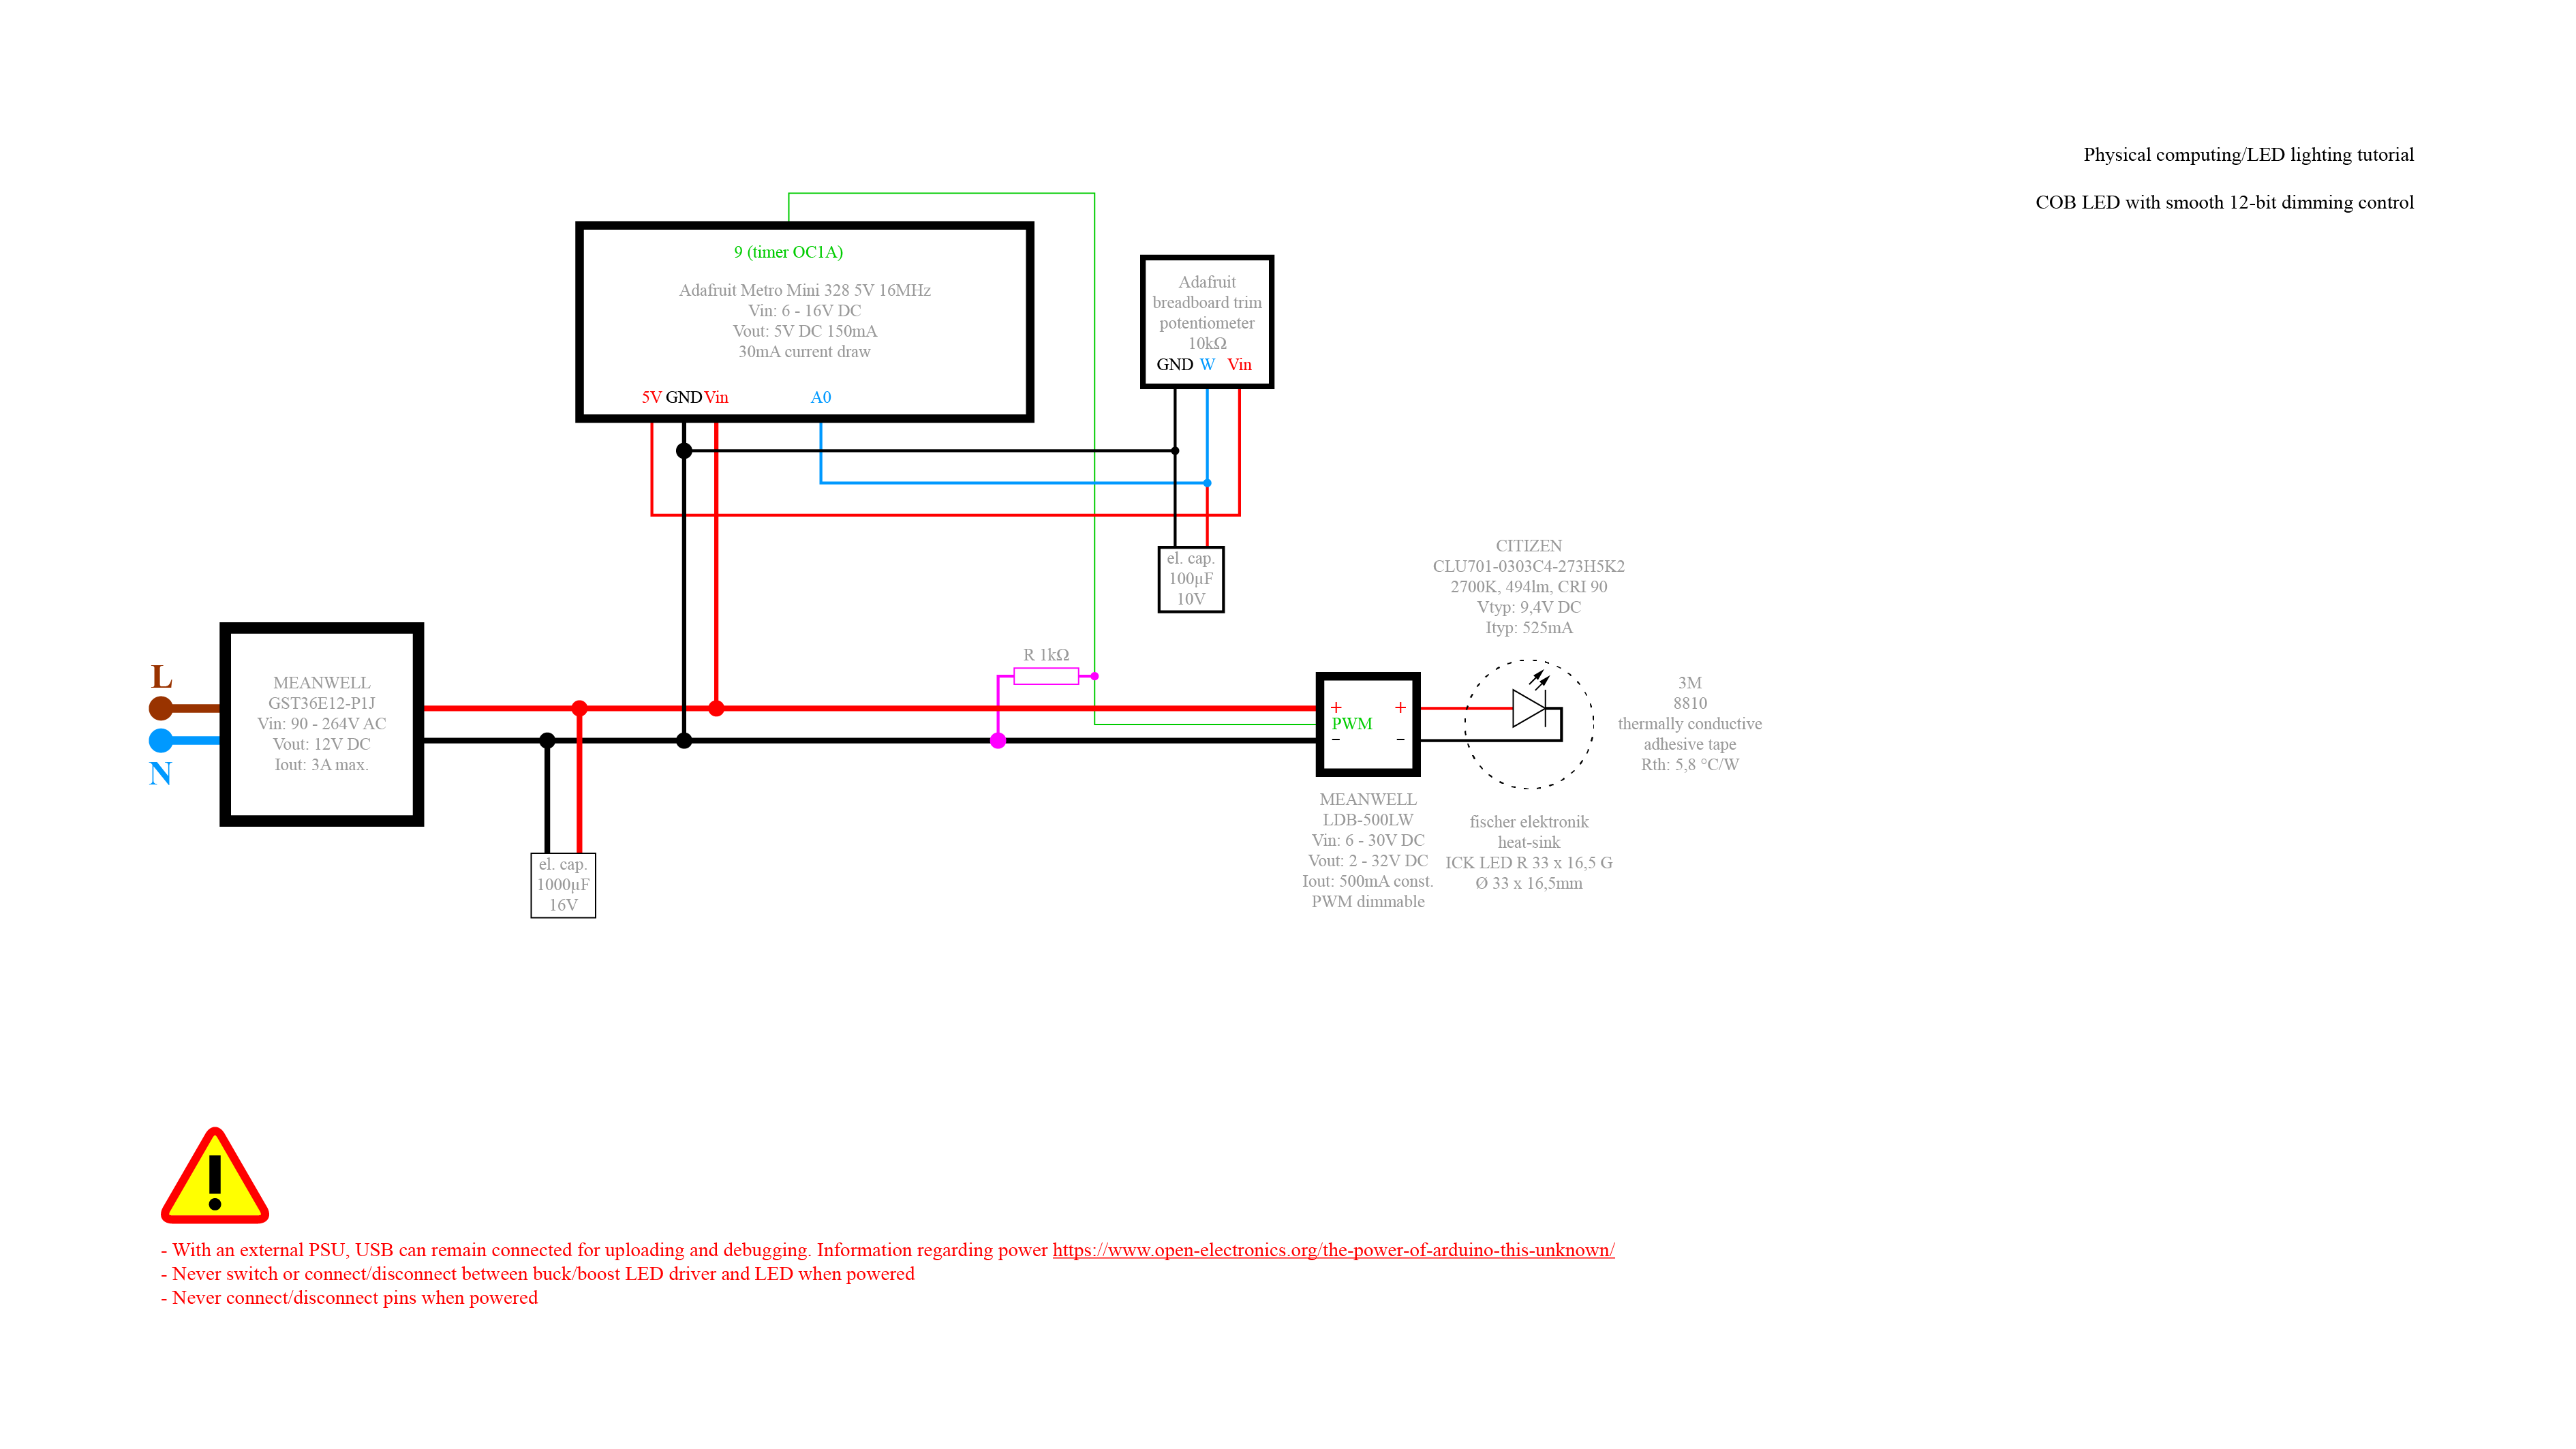 Physical computing/LED lighting tutorial
COB LED with smooth 12-bit dimming control
9 (timer OC1A)
Adafruit Metro Mini 328 5V 16MHz
Vin: 6 - 16V DC
Vout: 5V DC 150mA
30mA current draw
5V GND Vin A0
Adafruit
breadboard trim
potentiometer
10kΩ
GND W Vin
el. cap.
100µF
10V
CITIZEN
CLU701-0303C4-273H5K2
2700K, 494lm, CRI 90
Vtyp: 9,4V DC
Ityp: 525mA
R 1kΩ
L
N
MEANWELL
GST36E12-P1J
Vin: 90 - 264V AC
Vout: 12V DC
Iout: 3A max.
+ +
PWM
- -
3M
8810
thermally conductive
adhesive tape
Rth: 5,8 °C/W
MEANWELL
LDB-500LW
Vin: 6 - 30V DC
Vout: 2 - 32V DC
Iout: 500mA const.
PWM dimmable
fischer elektronik
heat-sink
ICK LED R 33 x 16,5 G
Ø 33 x 16,5mm
el. cap.
1000µF
16V
- With an external PSU, USB can remain connected for uploading and debugging. Information regarding power https://www.open-electronics.org/the-power-of-arduino-this-unknown/
- Never switch or connect/disconnect between buck/boost LED driver and LED when powered
- Never connect/disconnect pins when powered